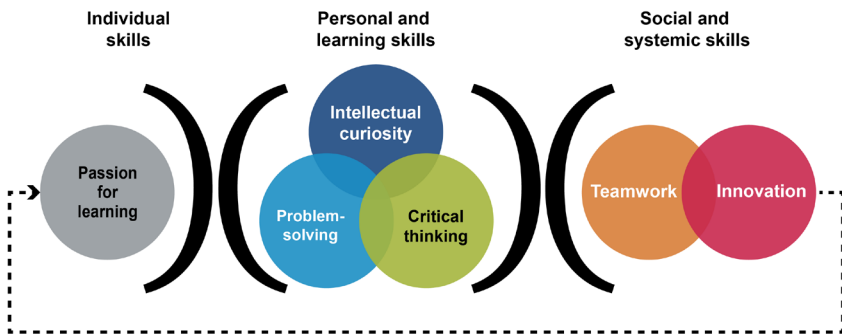 Individual
skills
Personal and
learning skills
Social and
systemic skills
Passion
for
learning
Intellectual
curiosity
Problem-
solving
Critical
thinking
Teamwork
Innovation